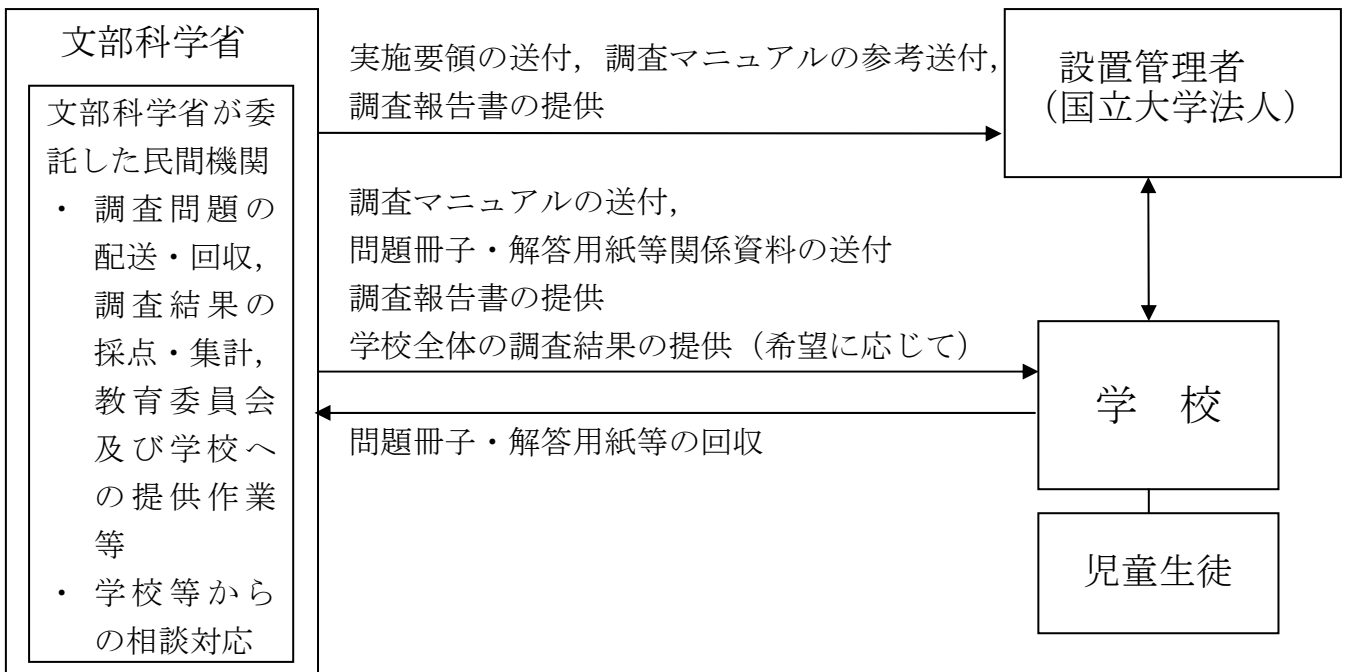 文部科学省
文部科学省が委
託した民間機関
・ 調査問題の
配送・回収，
調査結果の
採点・集計，
教育委員会
及び学校へ
の提供作業
等
・ 学校等から
の相談対応
実施要領の送付，調査マニュアルの参考送付，
調査報告書の提供
設置管理者
（国立大学法人）
調査マニュアルの送付，
問題冊子・解答用紙等関係資料の送付
調査報告書の提供
学校全体の調査結果の提供（希望に応じて）
問題冊子・解答用紙等の回収
学 校
児童生徒